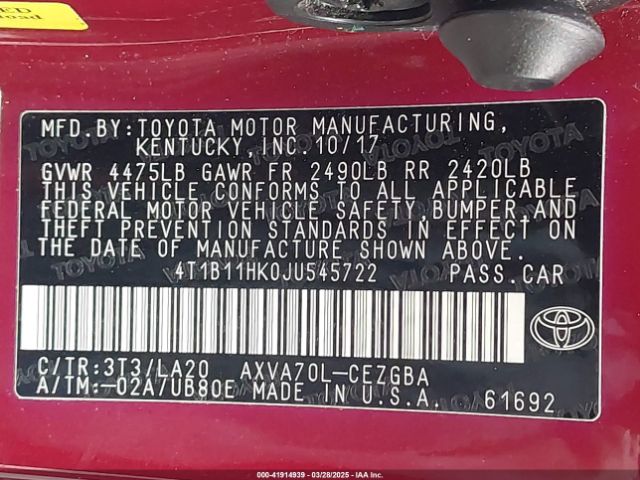 ED
oad
MFD. BY: TOYOTA MOTOR MANUFACTURING,
KENTUCKY, INC. 10/17
GVWR 4475LB GAWR FR 2490LB RR 2420LB
THIS VEHICLE CONFORMS TO ALL APPLICABLE
FEDERAL MOTOR VEHICLE SAFETY, BUMPER, AND
THEFT PREVENTION STANDARDS IN EFFECT ON
THE DATE OF MANUFACTURE SHOWN ABOVE.
4T1B11HK0JU545722 PASS. CAR
C/TR: 3T3/LA20 AXVA70L-CEZGBA
A/TM: -02A/UB80E MADE IN U.S.A. 61692
000-41914939 / 03/28/2025 - IAA Inc.